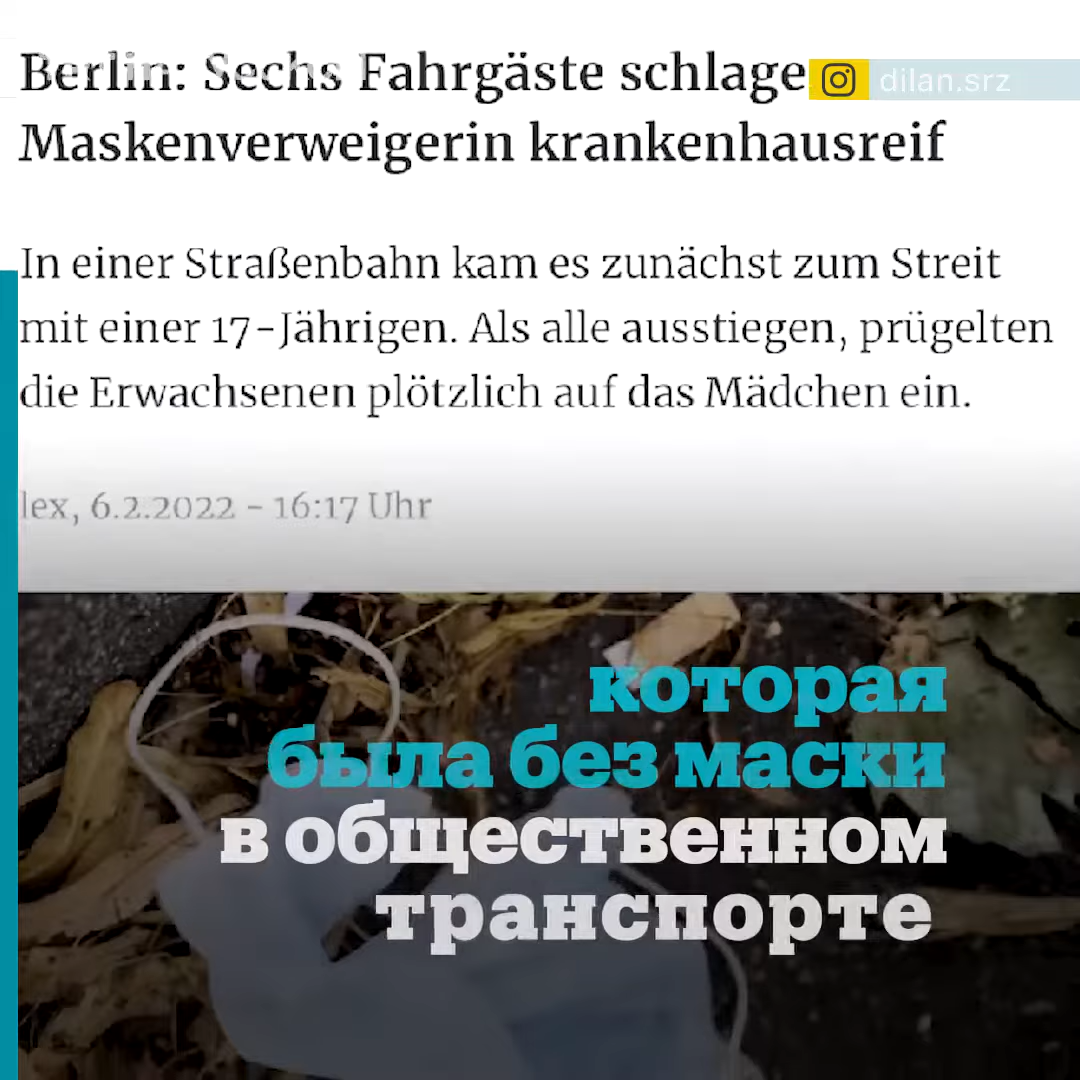 Berlin: Sechs Fahrgäste schlage
dilan.srz
Maskenverweigerin krankenhausreif
In einer Straßenbahn kam es zunächst zum Streit
mit einer 17-Jährigen. Als alle ausstiegen, prügelten
die Erwachsenen plötzlich auf das Mädchen ein.
lex, 6.2.2022 - 16:17 Uhr
которая
была без маски
в общественном
транспорте